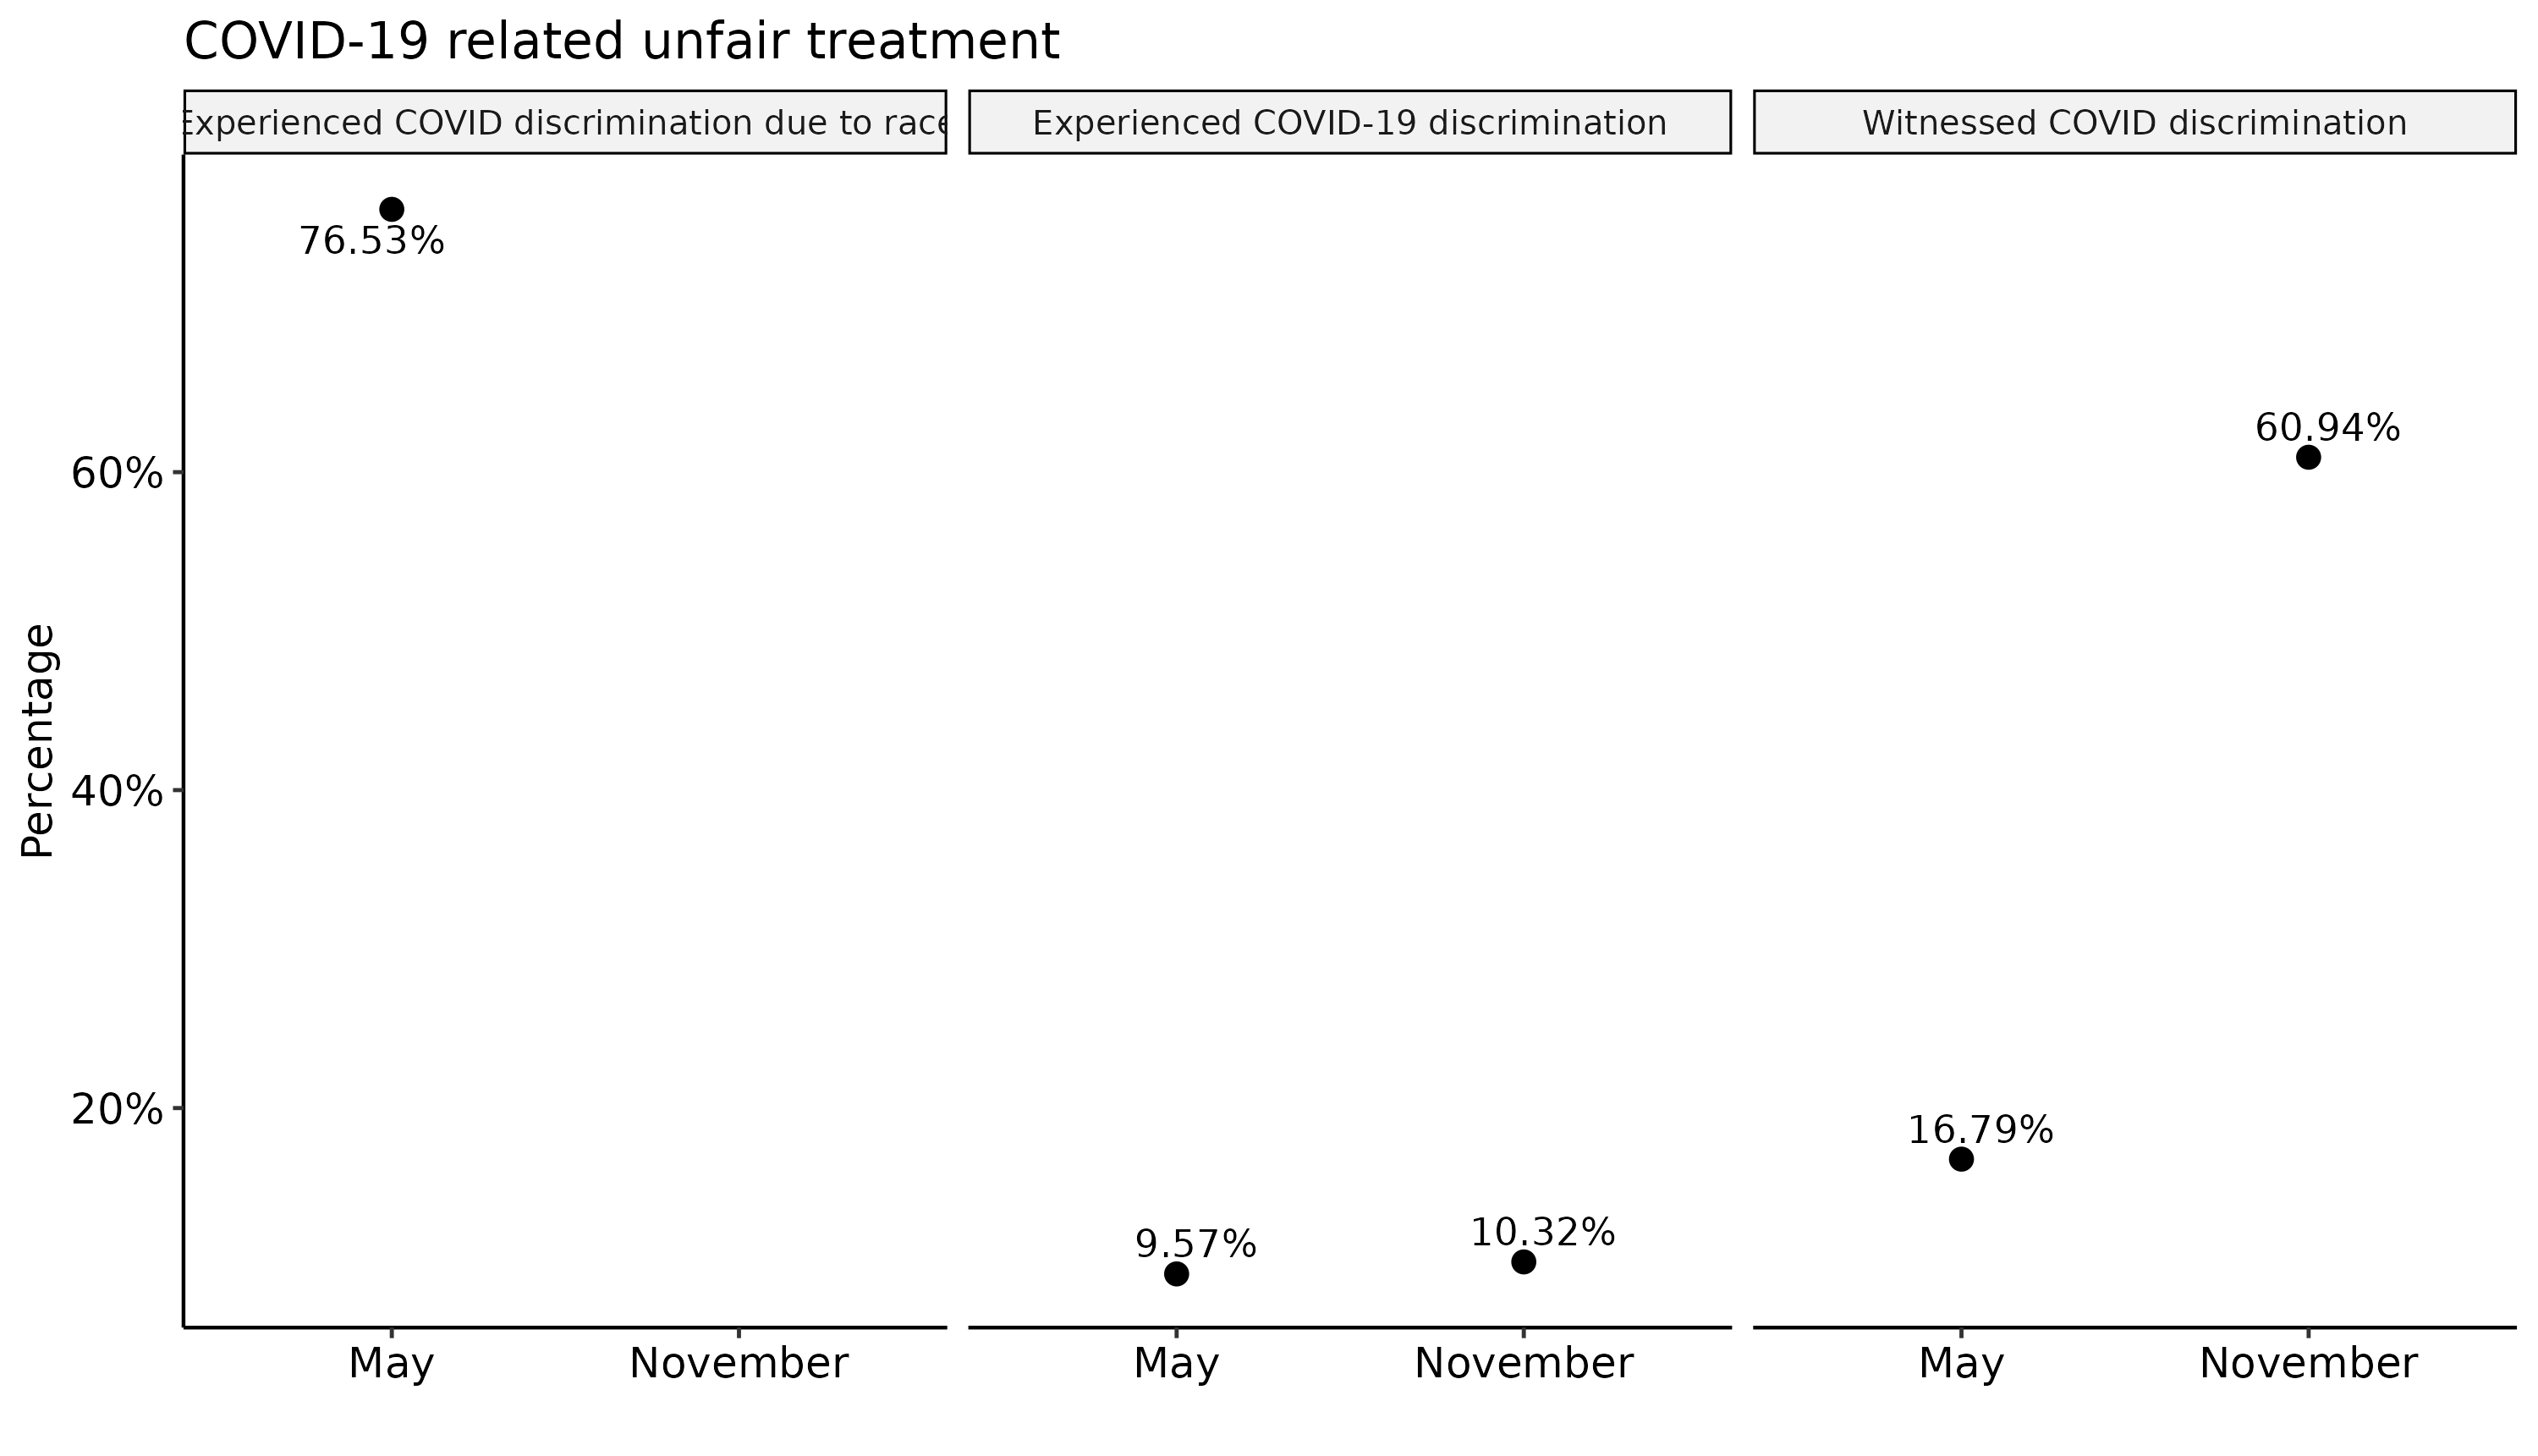 COVID-19 related unfair treatment
Experienced COVID discrimination due to race
Experienced COVID-19 discrimination
Witnessed COVID discrimination
76.53%
60.94%
60%
Percentage
40%
20%
16.79%
9.57%
10.32%
May
November
May
November
May
November